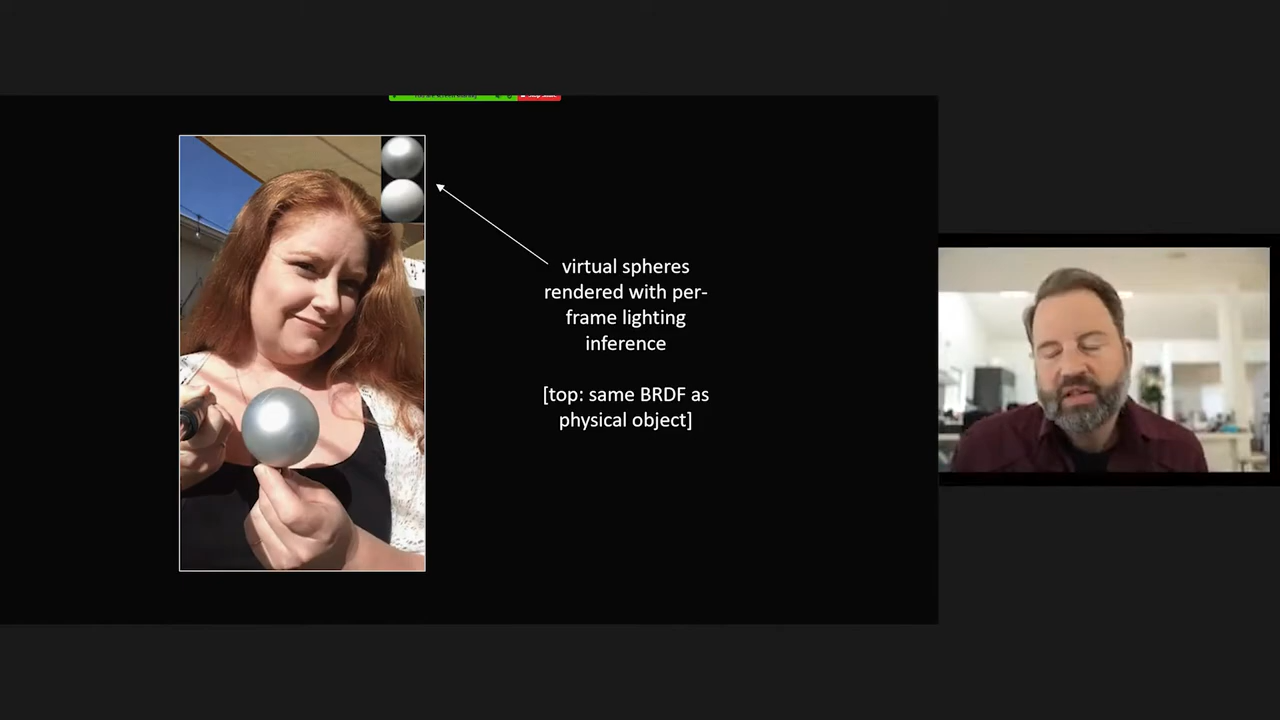 virtual spheres
rendered with per-
frame lighting
inference
[top: same BRDF as
physical object]